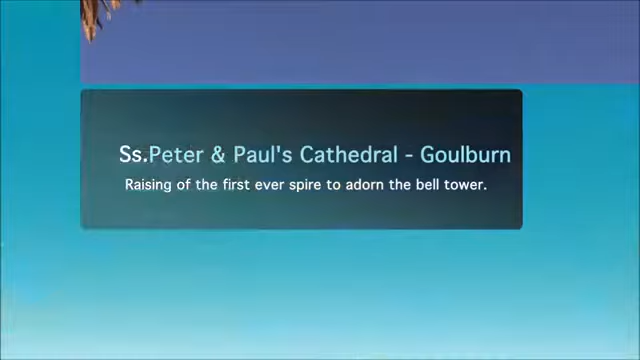 Ss.Peter & Paul's Cathedral - Goulburn
Raising of the first ever spire to adorn the bell tower.